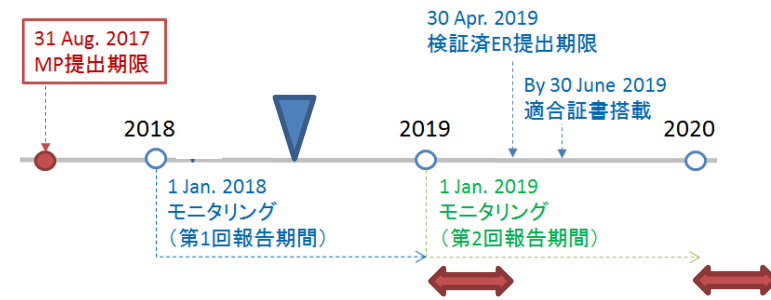 31 Aug. 2017
MP提出期限
30 Apr. 2019
検証済ER提出期限
By 30 June 2019
適合証書搭載
2018
2019
2020
1 Jan. 2018
モニタリング
（第1回報告期間）
1 Jan. 2019
モニタリング
（第2回報告期間）